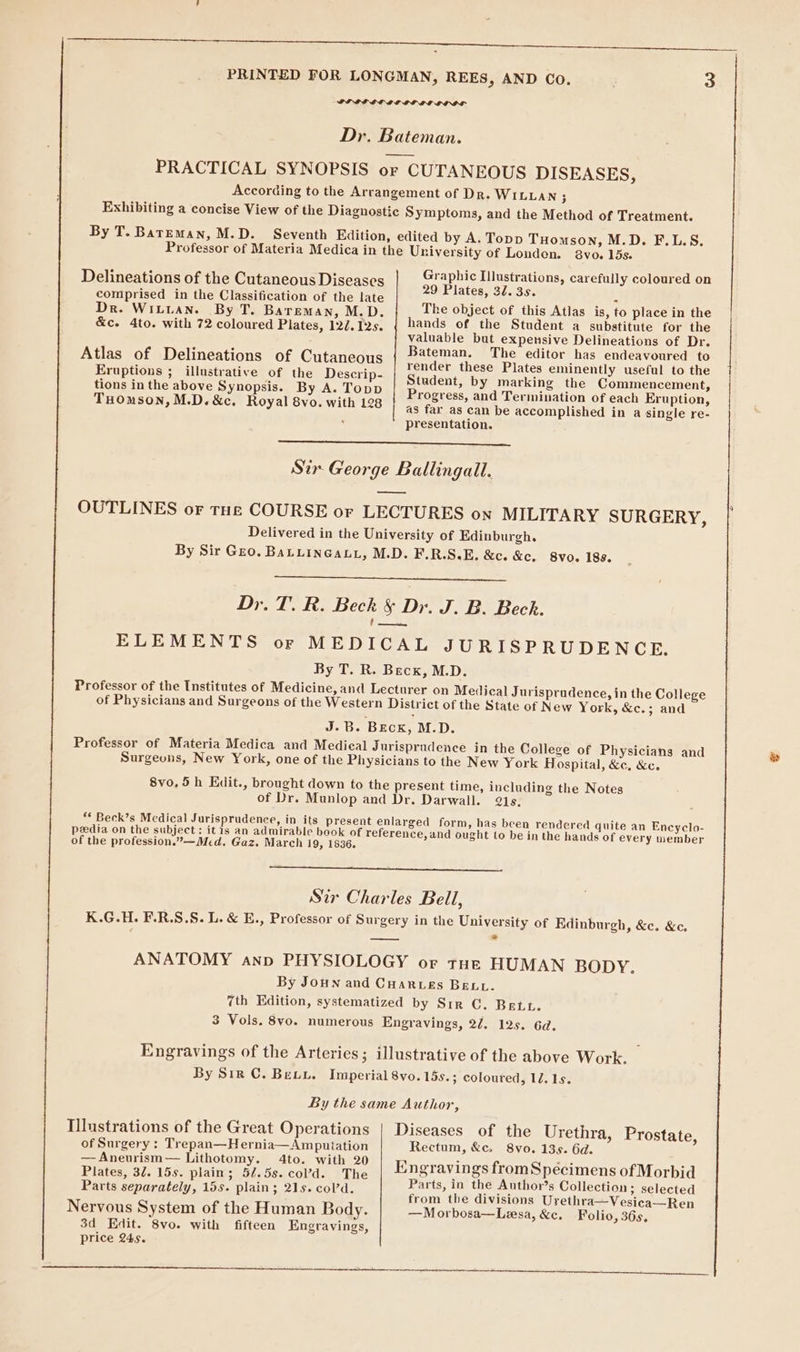 PRINTED FOR LONGMAN, REES, AND CO. 3
Dr. Bateman.
PRACTICAL SYNOPSIS OF CUTANEOUS DISEASES,
According to the Arrangement of DR. WILLAN;
Exhibiting a concise View of the Diagnostic Symptoms, and the Method of Treatment.
By T. BATEMAN, M.D. Seventh Edition, edited by A. TODD THOMSON, M.D. F.L.S.
Professor of Materia Medica in the University of London. 8vo. 15s.
Delineations of the Cutaneous Diseases
comprised in the Classification of the late
DR. WILLAN. By T. BATEMAN, M.D.
&c. 4to. with 72 coloured Plates, 12l. 12s.
Atlas of Delineations of Cutaneous
Eruptions; illustrative of the Descrip-
tions in the above Synopsis. By A. TODD
THOMSON, M.D. &c. Royal 8vo. with 128
Graphic Illustrations, carefully coloured on
29 Plates, 3l. 3s.
The object of this Atlas is, to place in the
hands of the Student a substitute for the
valuable but expensive Delineations of Dr.
Bateman. The editor has endeavoured to
render these Plates eminently useful to the
Student, by marking the Commencement,
Progress, and Termination of each Eruption,
as far as can be accomplished in a single re-
presentation.
Sir George Ballingall.
OUTLINES OF THE COURSE OF LECTURES ON MILITARY SURGERY,
Delivered in the University of Edinburgh.
By Sir GEO. BALLINGALL, M.D. F.R.S.E. &c. &c. 8vo. 18s.
Dr. T. R. Beck & Dr. J. B. Beck.
ELEMENTS OF MEDICAL JURISPRUDENCE.
By T. R. BECK, M.D.
Professor of the Institutes of Medicine, and Lecturer on Medical Jurisprudence, in the College
of Physicians and Surgeons of the Western District of the State of New York, &c.; and
J. B. BECK, M.D.
Professor of Materia Medica and Medical Jurisprudence in the College of Physicians and
Surgeons, New York, one of the Physicians to the New York Hospital, &c. &c.
8vo, 5 h Edit., brought down to the present time, including the Notes
of Dr. Munlop and Dr. Darwall. 21s.
“Beck's Medical Jurisprudence, in its present enlarged form, has been rendered quite an Encyclo-
pædia on the subject; it is an admirable book of reference, and ought to be in the hands of every member
of the profession.”—Med. Gaz. March 19, 1836.
Sir Charles Bell,
K.G.H. F.R.S.S. L. & E., Professor of Surgery in the University of Edinburgh, &c. &c.
ANATOMY AND PHYSIOLOGY OF THE HUMAN BODY.
By JOHN and CHARLES BELL.
7th Edition, systematized by SIR C. BELL.
3 Vols. 8vo. numerous Engravings, 2l. 12s. 6d.
Engravings of the Arteries; illustrative of the above Work.
By SIR C. BELL. Imperial 8vo. 15s.; coloured, 1l. 1s.
By the same Author,
Illustrations of the Great Operations
of Surgery: Trepan—Hernia—Amputation
—Aneurism—Lithotomy. 4to. with 20
Plates, 3l. 15s. plain; 5l. 5s. col'd. The
Parts separately, 15s. plain; 21s. col'd.
Nervous System of the Human Body.
3d Edit. 8vo. with fifteen Engravings,
price 24s.
Diseases of the Urethra, Prostate,
Rectum, &c. 8vo. 13s. 6d.
Engravings from Specimens of Morbid
Parts, in the Author's Collection; selected
from the divisions Urethra—Vesica—Ren
—Morbosa—Læsa, &c. Folio, 36s.